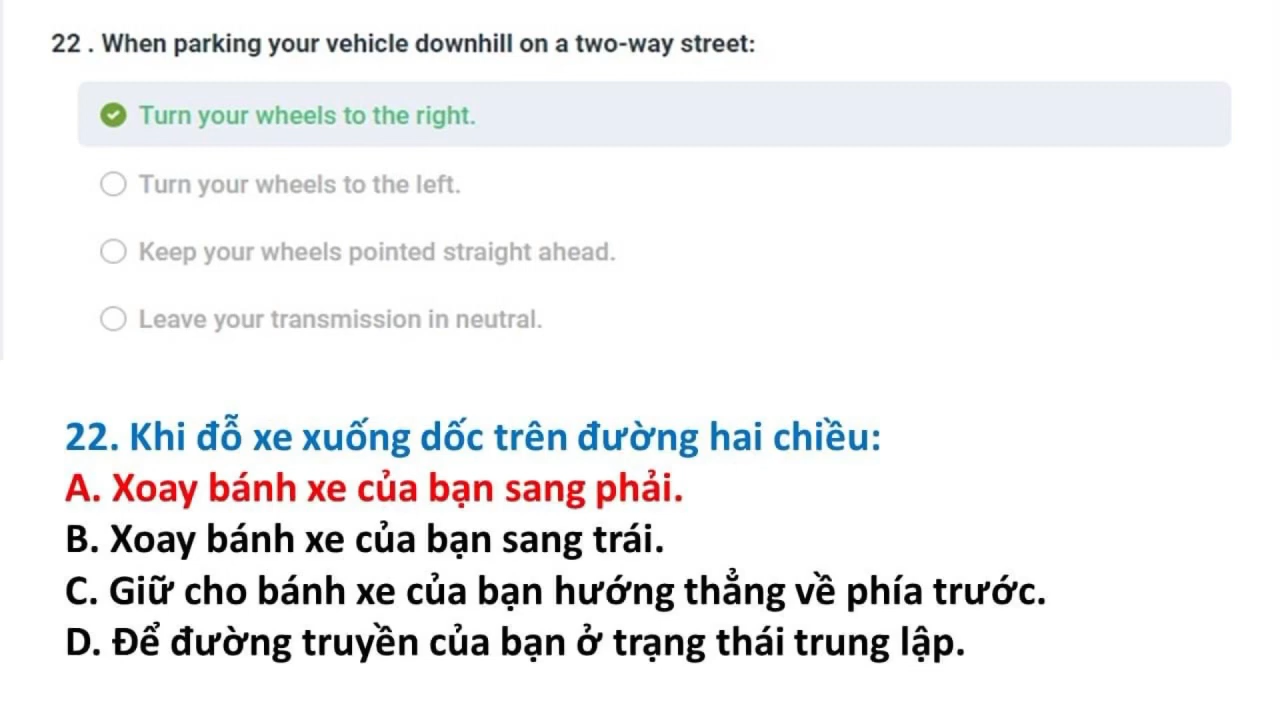 22 . When parking your vehicle downhill on a two-way street:
Turn your wheels to the right.
Turn your wheels to the left.
Keep your wheels pointed straight ahead.
Leave your transmission in neutral.
22. Khi đỗ xe xuống dốc trên đường hai chiều:
A. Xoay bánh xe của bạn sang phải.
B. Xoay bánh xe của bạn sang trái.
C. Giữ cho bánh xe của bạn hướng thẳng về phía trước.
D. Để đường truyền của bạn ở trạng thái trung lập.